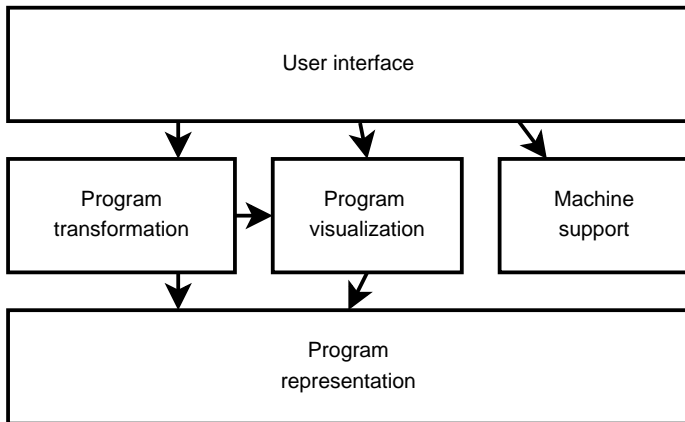 User interface
Program
transformation
Program
visualization
Machine
support
Program
representation